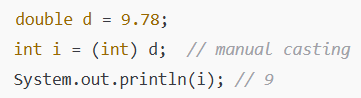 double d = 9.78;
int i = (int) d;  // manual casting
System.out.println(i); // 9